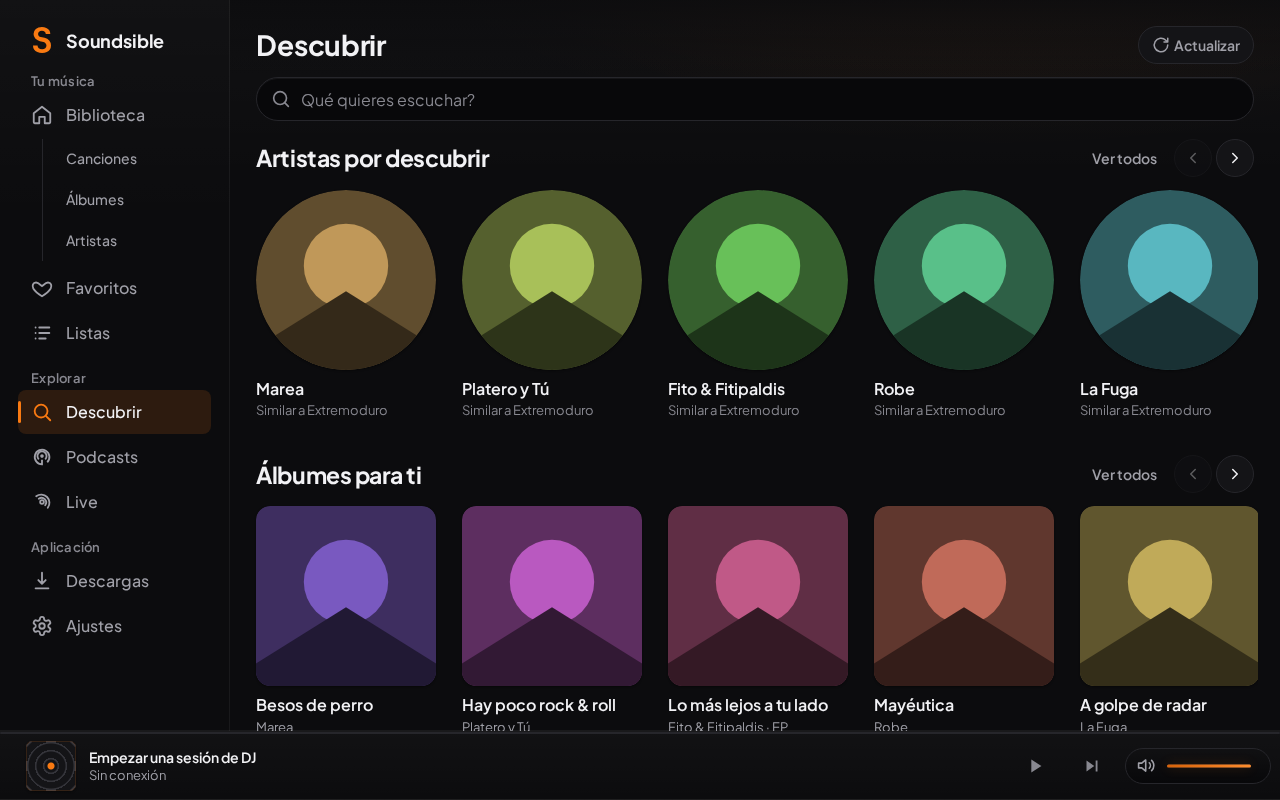 Soundsible
Tu música
Biblioteca
Canciones
Álbumes
Artistas
Favoritos
Listas
Explorar
Descubrir
Podcasts
Live
Aplicación
Descargas
Ajustes
Descubrir
Actualizar
Qué quieres escuchar?
Artistas por descubrir
Ver todos
Marea
Similar a Extremoduro
Platero y Tú
Similar a Extremoduro
Fito & Fitipaldis
Similar a Extremoduro
Robe
Similar a Extremoduro
La Fuga
Similar a Extremoduro
Álbumes para ti
Ver todos
Besos de perro
Marea
Hay poco rock & roll
Platero y Tú
Lo más lejos a tu lado
Fito & Fitipaldis · EP
Mayéutica
Robe
A golpe de radar
La Fuga
Empezar una sesión de DJ
Sin conexión